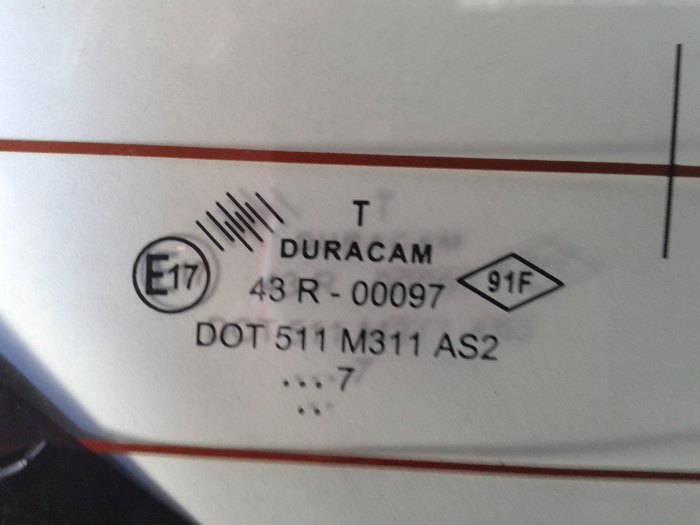 T
DURACAM
E17
43 R - 00097
91F
DOT 511 M311 AS2
... 7
..